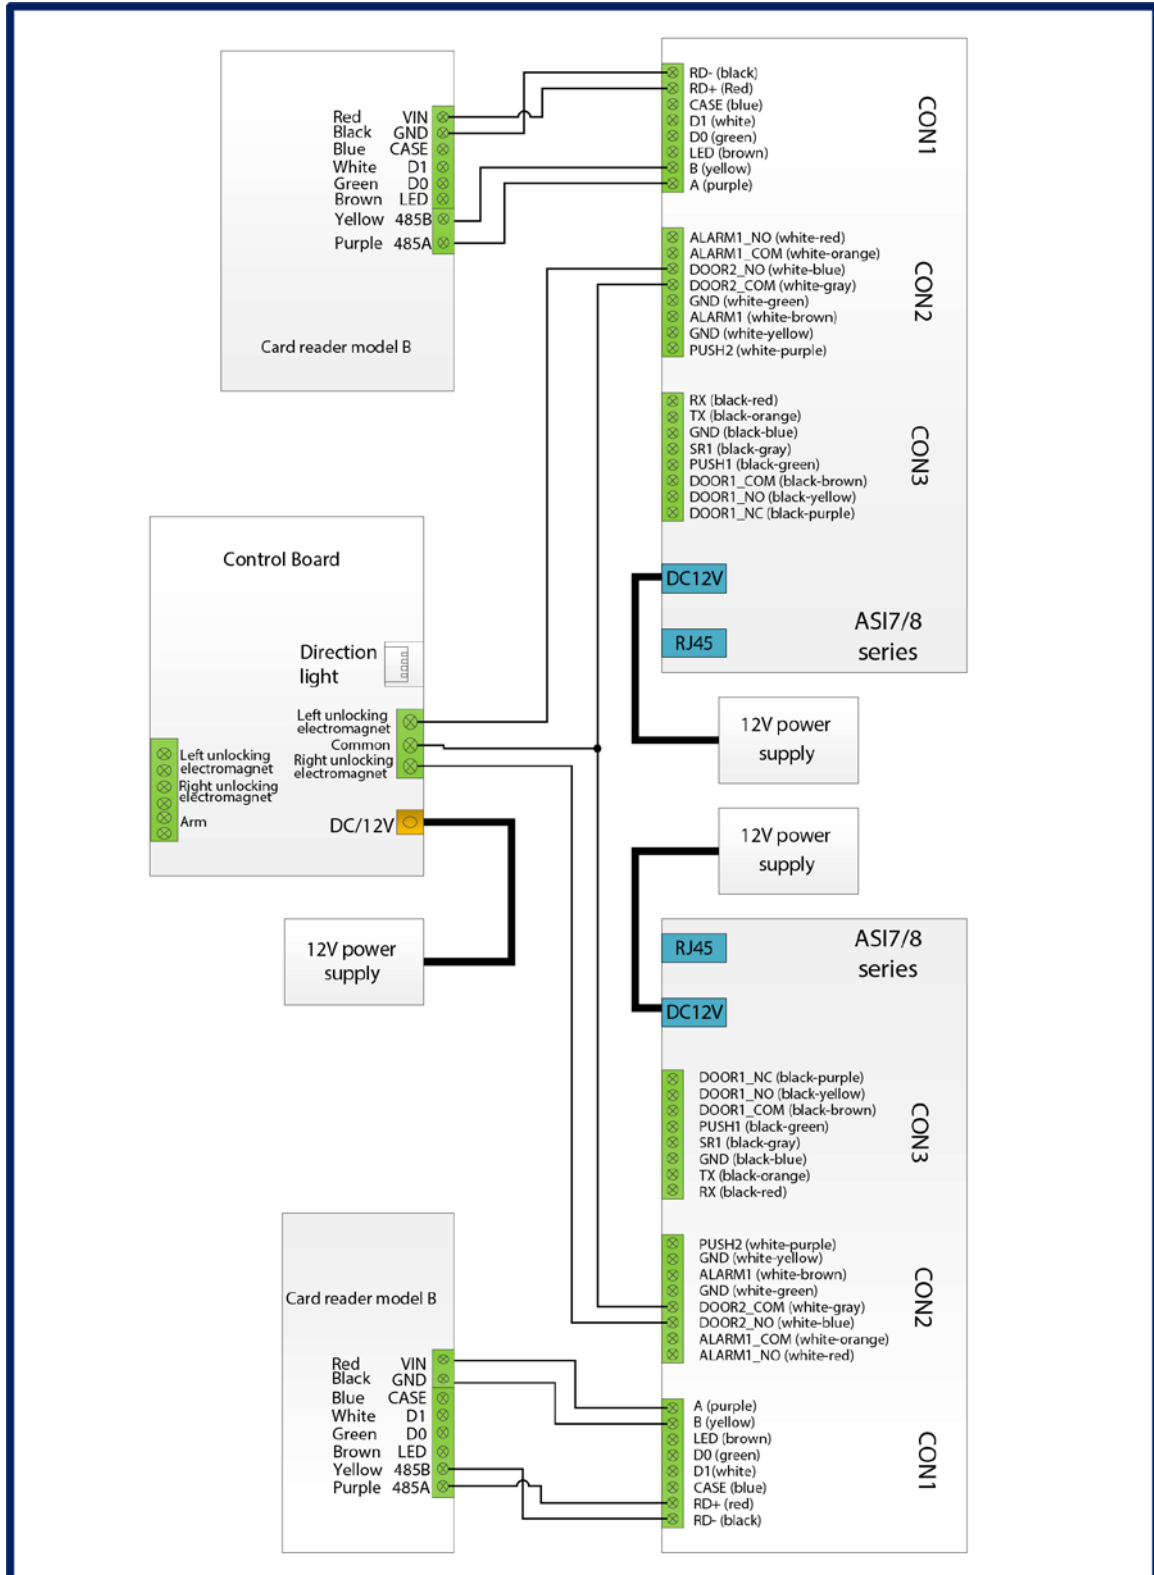 Red VIN
Black GND
Blue CASE
White D1
Green D0
Brown LED
Yellow 485B
Purple 485A
Card reader model B
RD- (black)
RD+ (Red)
CASE (blue)
D1 (white)
D0 (green)
LED (brown)
B (yellow)
A (purple)
CON1
ALARM1_NO (white-red)
ALARM1_COM (white-orange)
DOOR2_NO (white-blue)
DOOR2_COM (white-gray)
GND (white-green)
ALARM1 (white-brown)
GND (white-yellow)
PUSH2 (white-purple)
CON2
RX (black-red)
TX (black-orange)
GND (black-blue)
SR1 (black-gray)
PUSH1 (black-green)
DOOR1_COM (black-brown)
DOOR1_NO (black-yellow)
DOOR1_NC (black-purple)
CON3
DC12V
RJ45
ASI7/8
series
12V power
supply
Control Board
Direction
light
Left unlocking
electromagnet
Common
Right unlocking
electromagnet
Left unlocking
electromagnet
Right unlocking
electromagnet
Arm
DC/12V
12V power
supply
12V power
supply
RJ45
ASI7/8
series
DC12V
DOOR1_NC (black-purple)
DOOR1_NO (black-yellow)
DOOR1_COM (black-brown)
PUSH1 (black-green)
SR1 (black-gray)
GND (black-blue)
TX (black-orange)
RX (black-red)
CON3
PUSH2 (white-purple)
GND (white-yellow)
ALARM1 (white-brown)
GND (white-green)
DOOR2_COM (white-gray)
DOOR2_NO (white-blue)
ALARM1_COM (white-orange)
ALARM1_NO (white-red)
CON2
Card reader model B
Red VIN
Black GND
Blue CASE
White D1
Green D0
Brown LED
Yellow 485B
Purple 485A
A (purple)
B (yellow)
LED (brown)
D0 (green)
D1(white)
CASE (blue)
RD+ (red)
RD- (black)
CON1